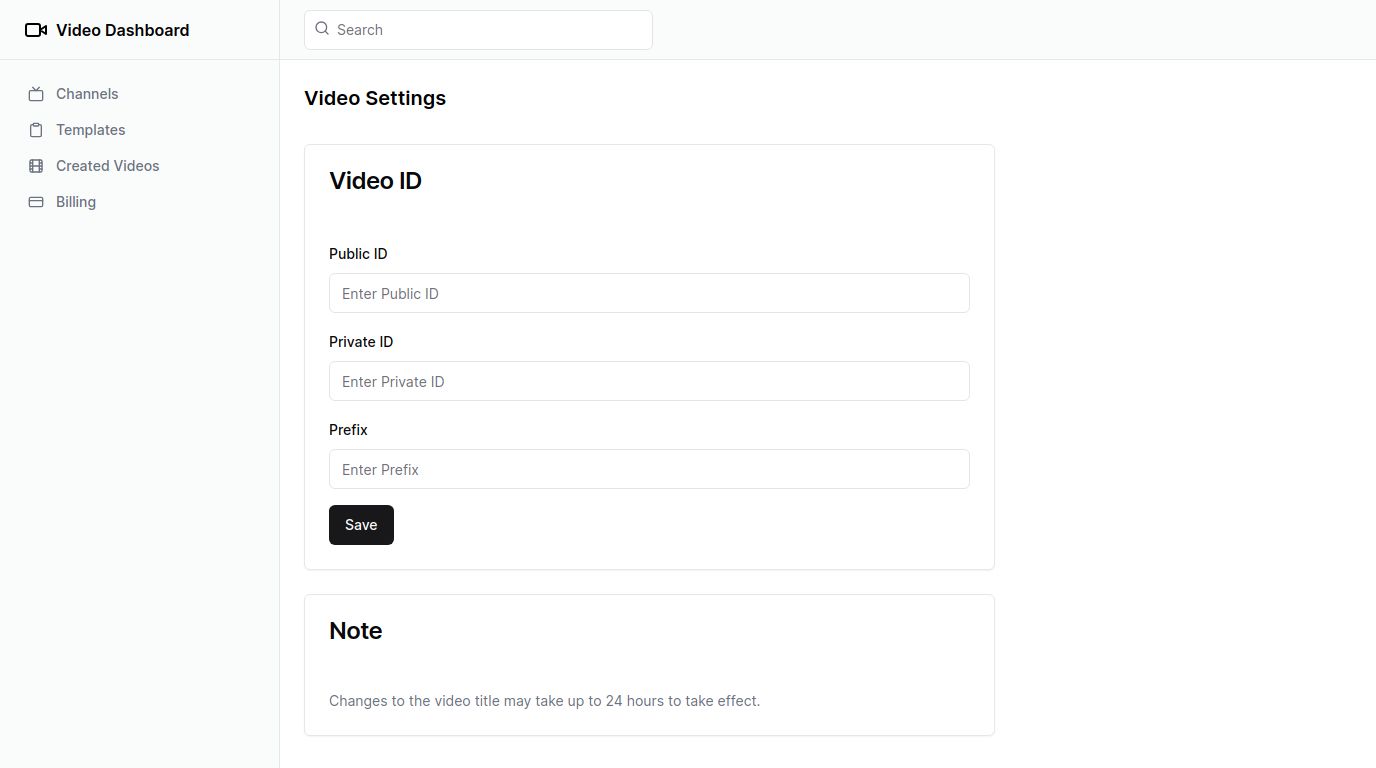 Video Dashboard
Search
Channels
Templates
Created Videos
Billing
Video Settings
Video ID
Public ID
Enter Public ID
Private ID
Enter Private ID
Prefix
Enter Prefix
Save
Note
Changes to the video title may take up to 24 hours to take effect.